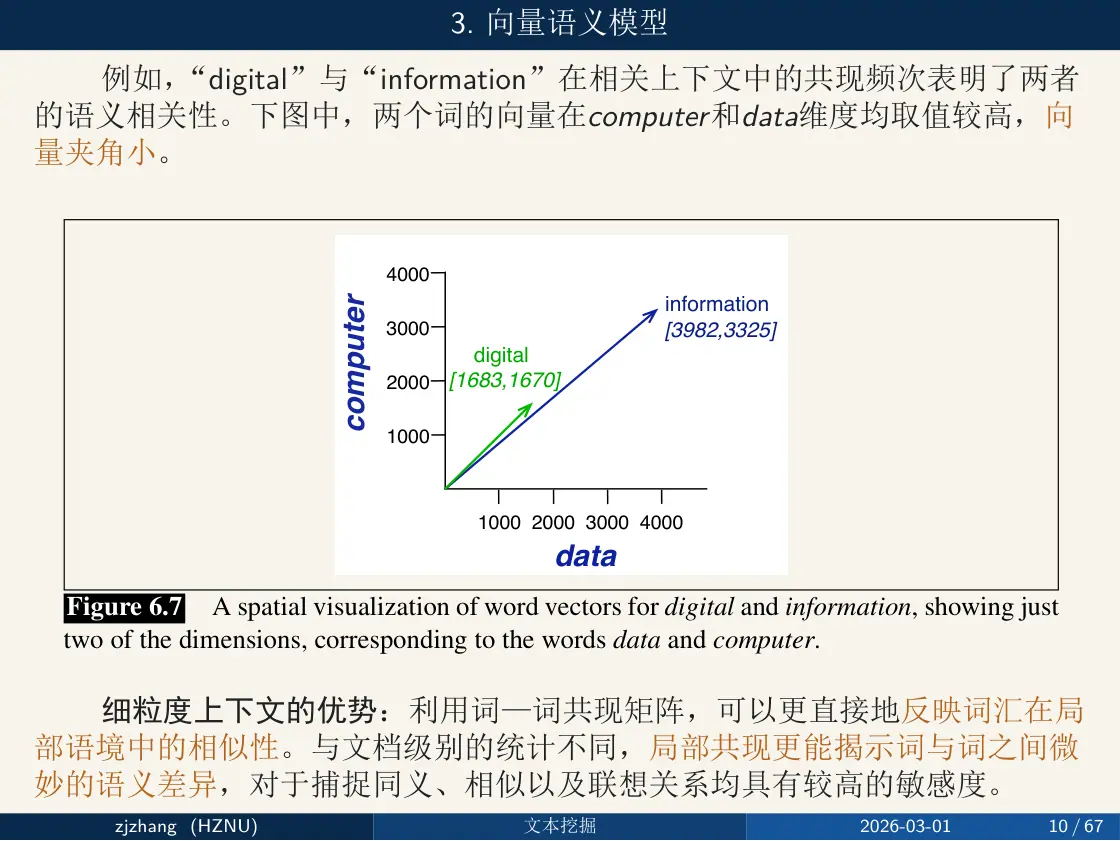 3. 向量语义模型
例如，“digital”与“information”在相关上下文中的共现频次表明了两者
的语义相关性。下图中，两个词的向量在computer和data维度均取值较高，向
量夹角小。
4000
3000
2000
1000
computer
digital
[1683,1670]
information
[3982,3325]
1000 2000 3000 4000
data
Figure 6.7 A spatial visualization of word vectors for digital and information, showing just
two of the dimensions, corresponding to the words data and computer.
细粒度上下文的优势：利用词—词共现矩阵，可以更直接地反映词汇在局
部语境中的相似性。与文档级别的统计不同，局部共现更能揭示词与词之间微
妙的语义差异，对于捕捉同义、相似以及联想关系均具有较高的敏感度。
zjzhang (HZNU) 文本挖掘 2026-03-01 10 / 67